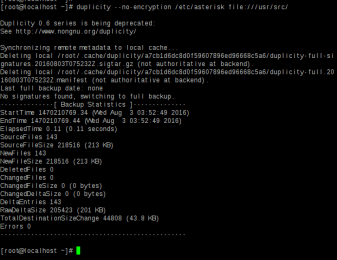 [root@localhost ~]# duplicity --no-encryption /etc/asterisk file:///usr/src/

Duplicity 0.6 series is being deprecated:
See http://www.nongnu.org/duplicity/

Synchronizing remote metadata to local cache...
Deleting local /root/.cache/duplicity/a7cb1d6dc8d0f59607896ed96668c5a6/duplicity-full-si
gnatures.20160803T075232Z.sigtar.gz (not authoritative at backend).
Deleting local /root/.cache/duplicity/a7cb1d6dc8d0f59607896ed96668c5a6/duplicity-full.20
160803T075232Z.manifest (not authoritative at backend).
Last full backup date: none
No signatures found, switching to full backup.
--------------[ Backup Statistics ]--------------
StartTime 1470210769.34 (Wed Aug  3 03:52:49 2016)
EndTime 1470210769.44 (Wed Aug  3 03:52:49 2016)
ElapsedTime 0.11 (0.11 seconds)
SourceFiles 143
SourceFileSize 218516 (213 KB)
NewFiles 143
NewFileSize 218516 (213 KB)
DeletedFiles 0
ChangedFiles 0
ChangedFileSize 0 (0 bytes)
ChangedDeltaSize 0 (0 bytes)
DeltaEntries 143
RawDeltaSize 205423 (201 KB)
TotalDestinationSizeChange 44808 (43.8 KB)
Errors 0
-------------------------------------------------

[root@localhost ~]#